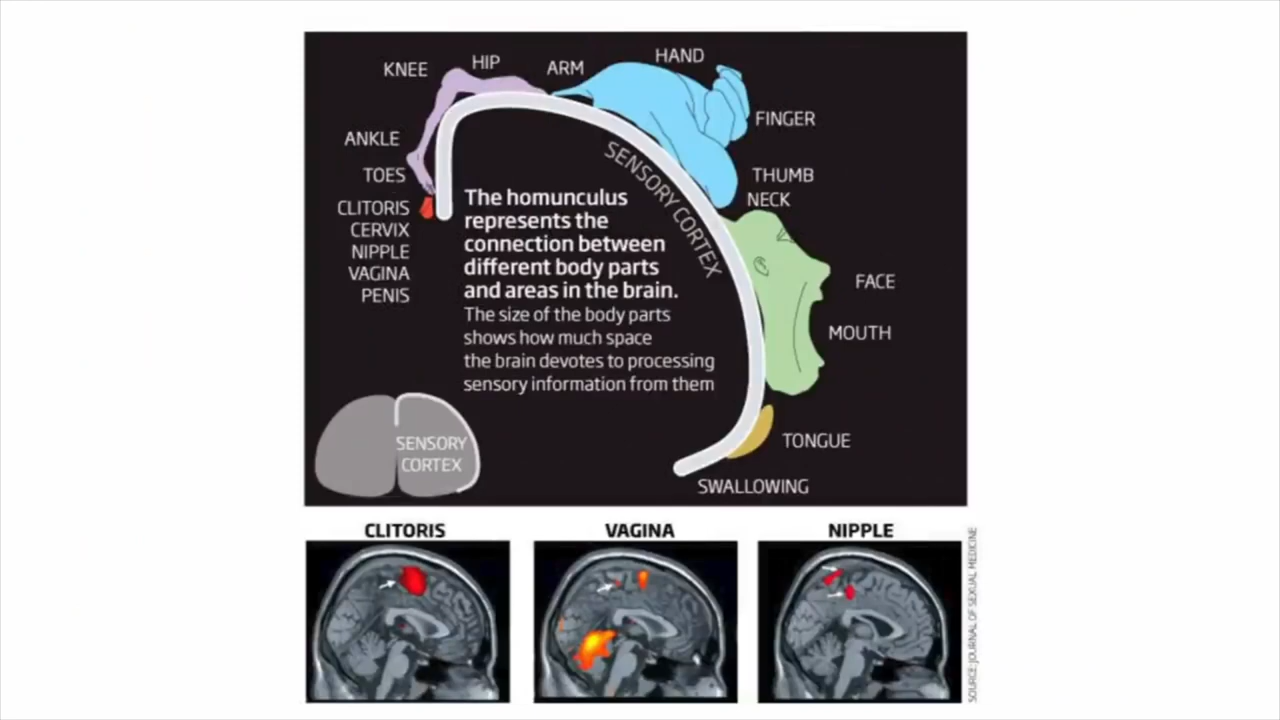 KNEE
HIP
ARM
HAND
FINGER
ANKLE
TOES
THUMB
NECK
CLITORIS
CERVIX
NIPPLE
VAGINA
PENIS
SENSORY CORTEX
The homunculus
represents the
connection between
different body parts
and areas in the brain.
The size of the body parts
shows how much space
the brain devotes to processing
sensory information from them
FACE
MOUTH
TONGUE
SWALLOWING
SENSORY
CORTEX
CLITORIS
VAGINA
NIPPLE
SOURCE: JOURNAL OF SEXUAL MEDICINE